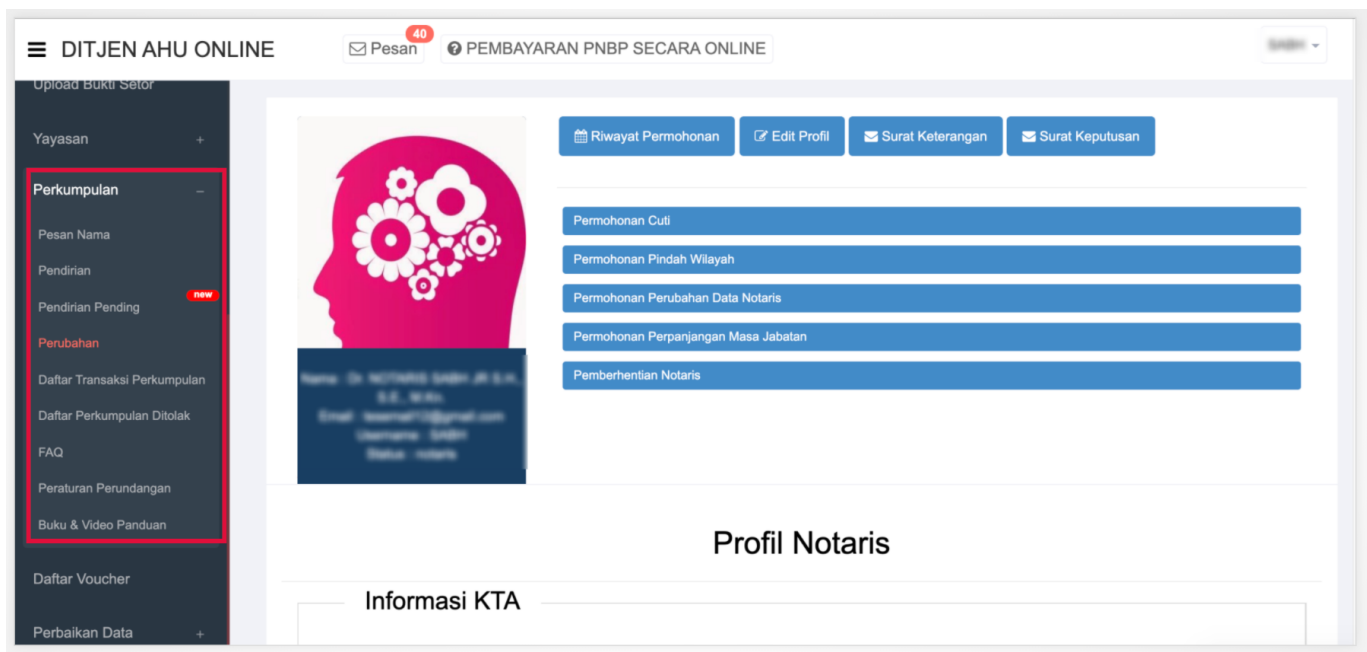 DITJEN AHU ONLINE
Pesan
40
PEMBAYARAN PNBP SECARA ONLINE
Upload Bukti Setor
Yayasan +
Perkumpulan –
Pesan Nama
Pendirian
Pendirian Pending
new
Perubahan
Daftar Transaksi Perkumpulan
Daftar Perkumpulan Ditolak
FAQ
Peraturan Perundangan
Buku & Video Panduan
Daftar Voucher
Perbaikan Data +
Riwayat Permohonan
Edit Profil
Surat Keterangan
Surat Keputusan
Permohonan Cuti
Permohonan Pindah Wilayah
Permohonan Perubahan Data Notaris
Permohonan Perpanjangan Masa Jabatan
Pemberhentian Notaris
Profil Notaris
Informasi KTA